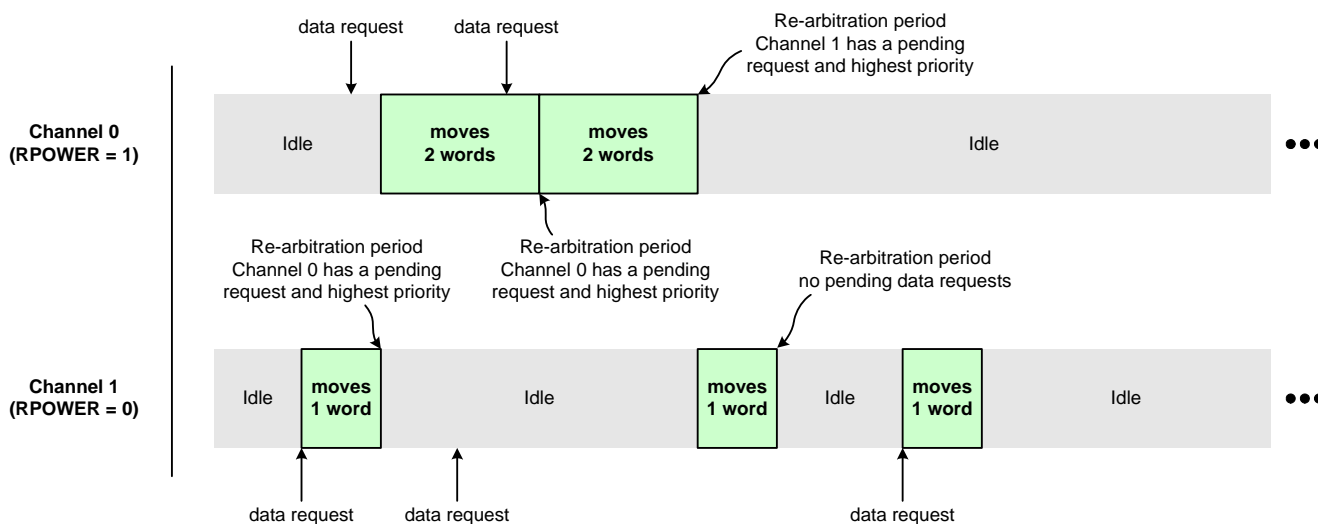 data request
data request
Re-arbitration period
Channel 1 has a pending
request and highest priority
Channel 0
(RPOWER = 1)
Idle
moves
2 words
moves
2 words
Idle
Re-arbitration period
Channel 0 has a pending
request and highest priority
Re-arbitration period
Channel 0 has a pending
request and highest priority
Re-arbitration period
no pending data requests
Channel 1
(RPOWER = 0)
Idle
moves
1 word
Idle
moves
1 word
Idle
moves
1 word
Idle
data request
data request
data request